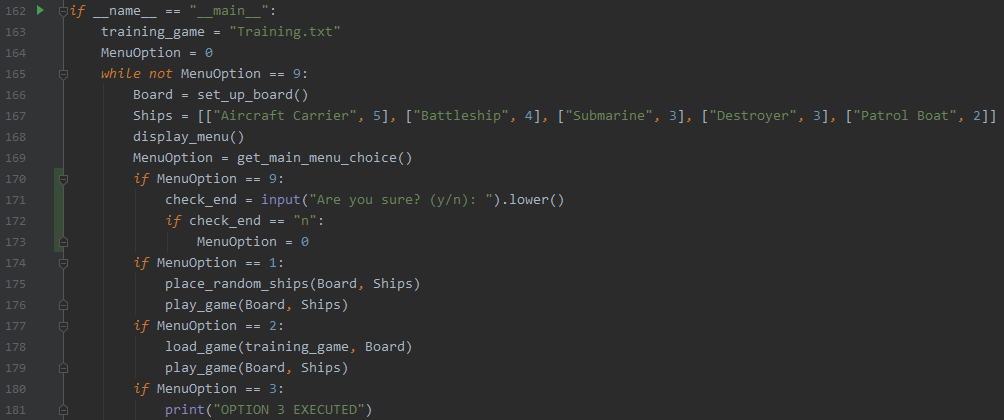 162 if __name__ == "__main__":
163 training_game = "Training.txt"
164 MenuOption = 0
165 while not MenuOption == 9:
166 Board = set_up_board()
167 Ships = [["Aircraft Carrier", 5], ["Battleship", 4], ["Submarine", 3], ["Destroyer", 3], ["Patrol Boat", 2]]
168 display_menu()
169 MenuOption = get_main_menu_choice()
170 if MenuOption == 9:
171 check_end = input("Are you sure? (y/n): ").lower()
172 if check_end == "n":
173 MenuOption = 0
174 if MenuOption == 1:
175 place_random_ships(Board, Ships)
176 play_game(Board, Ships)
177 if MenuOption == 2:
178 load_game(training_game, Board)
179 play_game(Board, Ships)
180 if MenuOption == 3:
181 print("OPTION 3 EXECUTED")